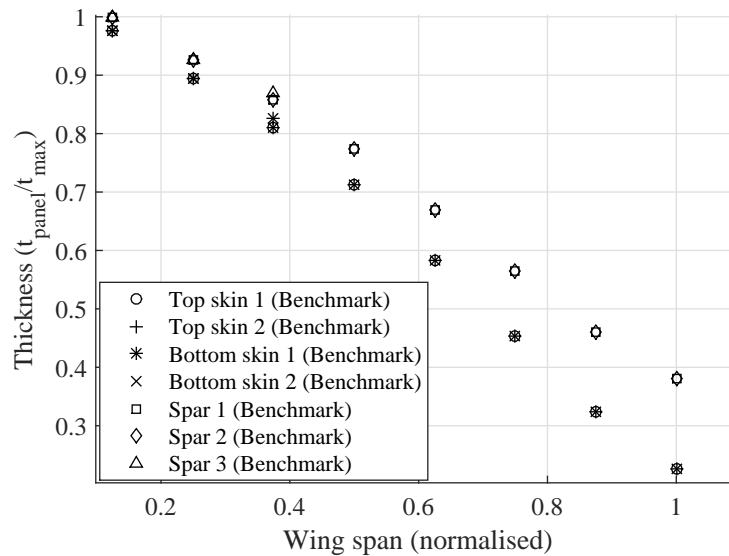 1
0.9
0.8
0.7
0.6
0.5
0.4
0.3
Thickness (t_panel/t_max)
Top skin 1 (Benchmark)
Top skin 2 (Benchmark)
Bottom skin 1 (Benchmark)
Bottom skin 2 (Benchmark)
Spar 1 (Benchmark)
Spar 2 (Benchmark)
Spar 3 (Benchmark)
0.2 0.4 0.6 0.8 1
Wing span (normalised)